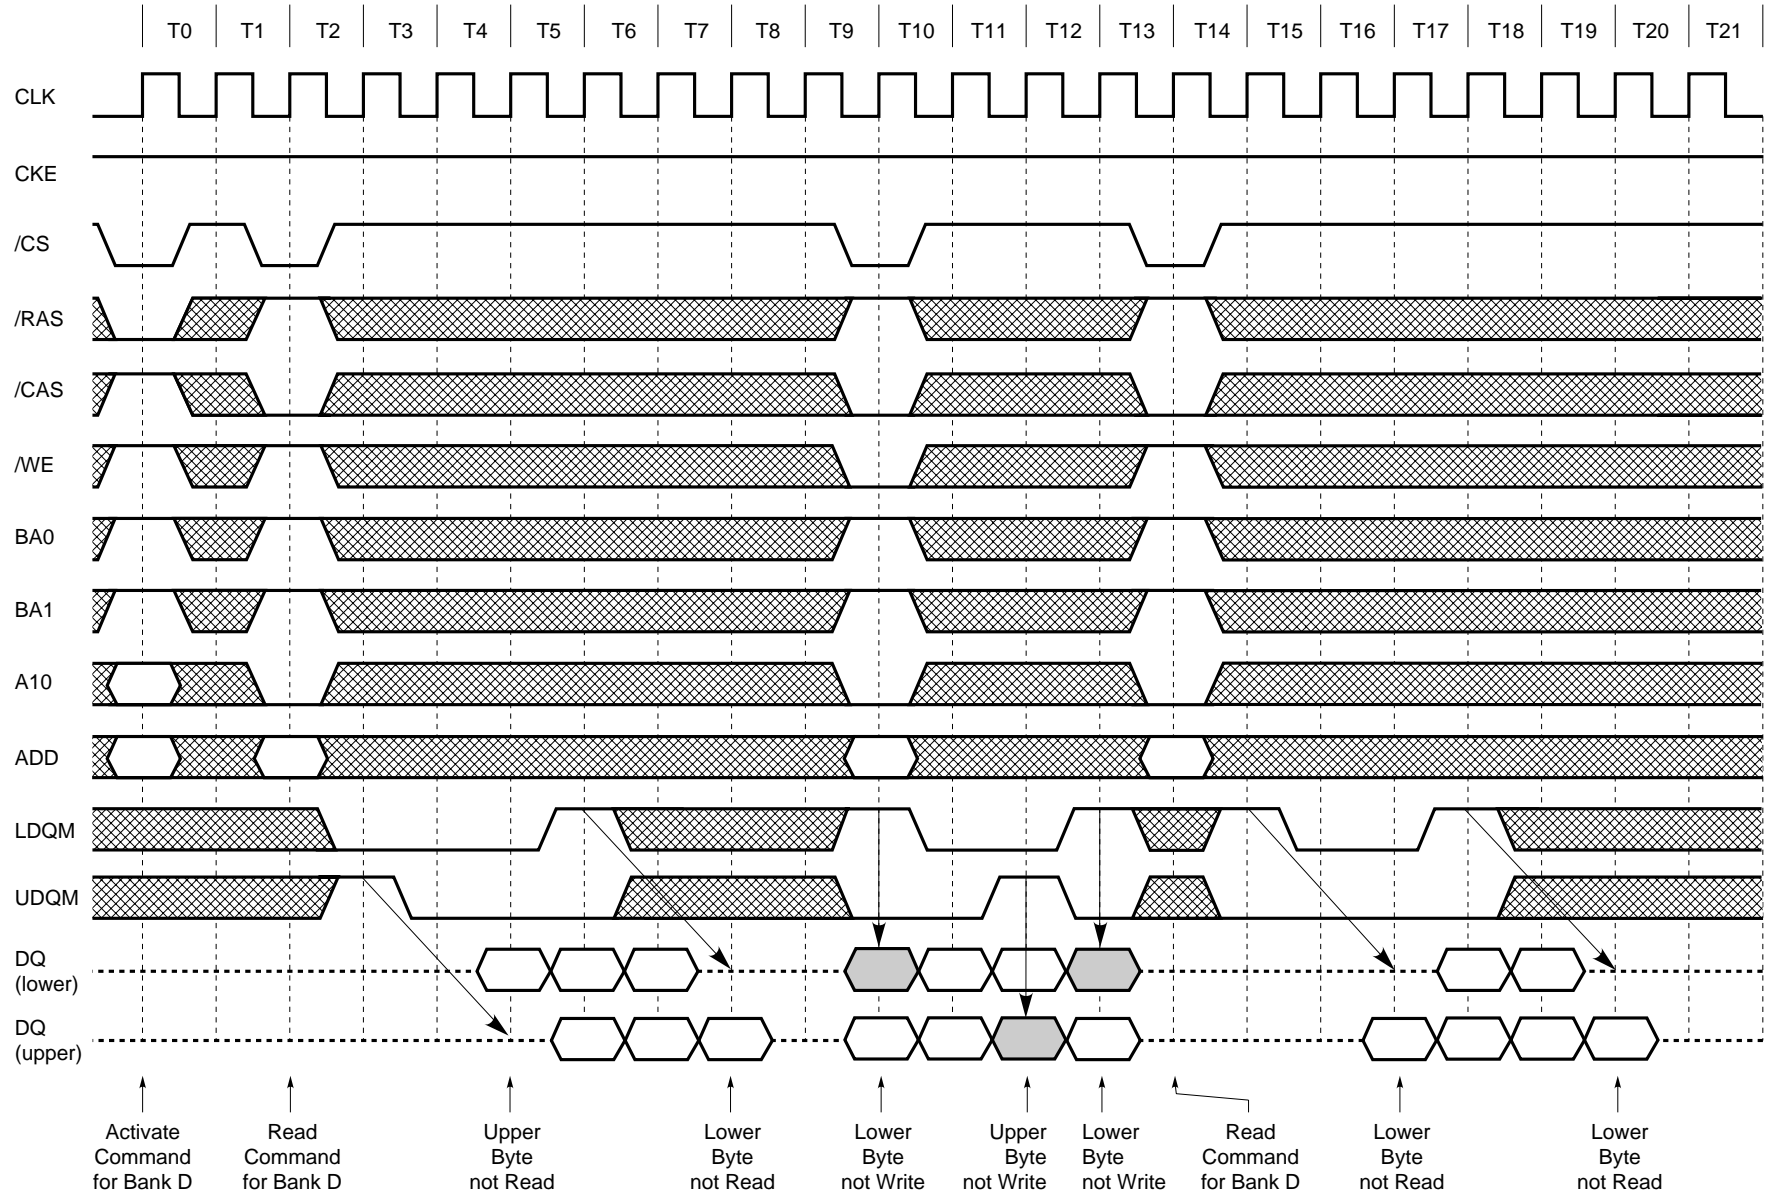 T0 T1 T2 T3 T4 T5 T6 T7 T8 T9 T10 T11 T12 T13 T14 T15 T16 T17 T18 T19 T20 T21
CLK
CKE
/CS
/RAS
/CAS
/WE
BA0
BA1
A10
ADD
LDQM
UDQM
DQ
(lower)
DQ
(upper)
Activate
Command
for Bank D
Read
Command
for Bank D
Upper
Byte
not Read
Lower
Byte
not Read
Lower
Byte
not Write
Upper
Byte
not Write
Lower
Byte
not Write
Read
Command
for Bank D
Lower
Byte
not Read
Lower
Byte
not Read